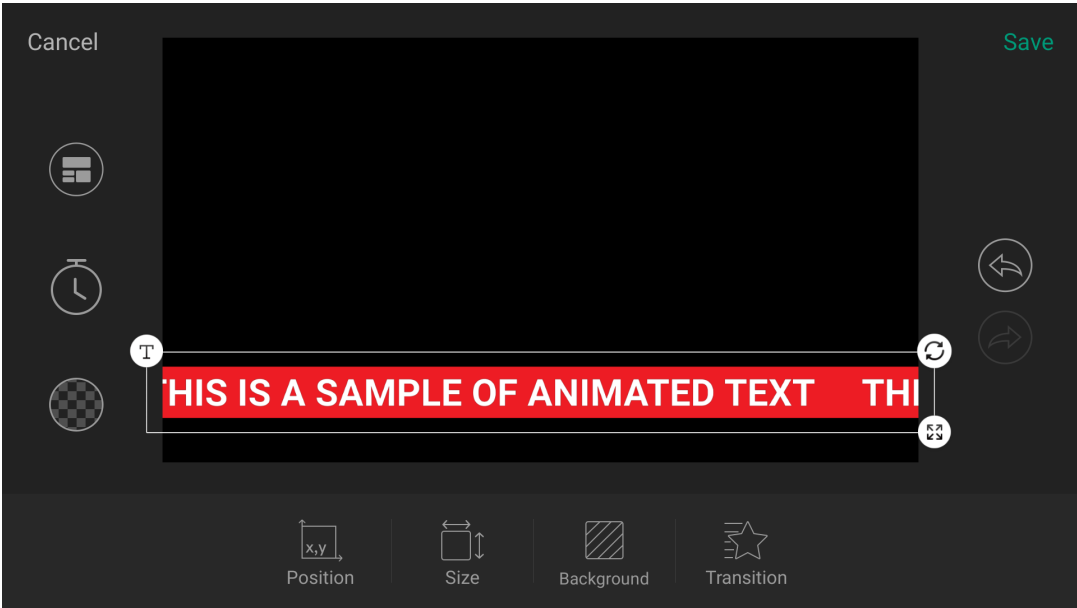 Cancel
Save
T
THIS IS A SAMPLE OF ANIMATED TEXT THI
x,y
Position
Size
Background
Transition